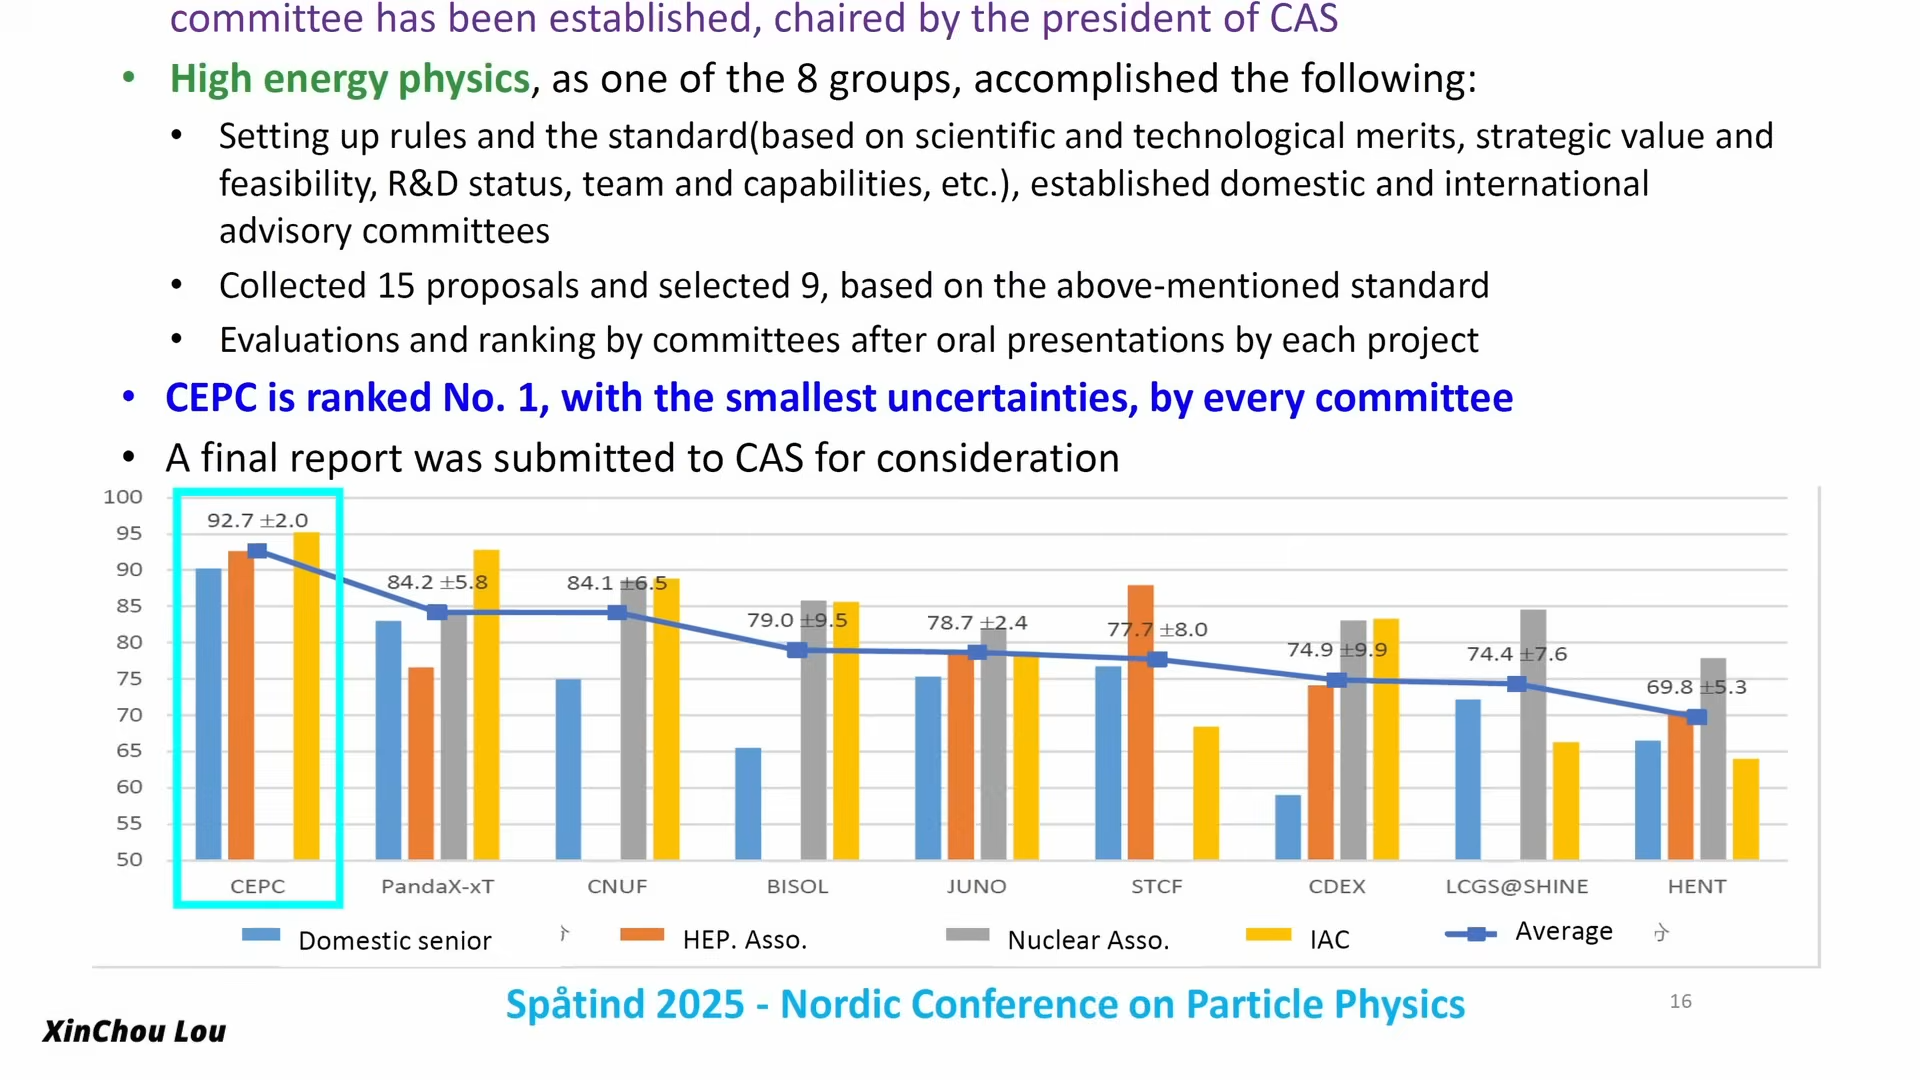 committee has been established, chaired by the president of CAS
• High energy physics, as one of the 8 groups, accomplished the following:
• Setting up rules and the standard(based on scientific and technological merits, strategic value and
feasibility, R&D status, team and capabilities, etc.), established domestic and international
advisory committees
• Collected 15 proposals and selected 9, based on the above-mentioned standard
• Evaluations and ranking by committees after oral presentations by each project
• CEPC is ranked No. 1, with the smallest uncertainties, by every committee
• A final report was submitted to CAS for consideration
100
95
90
85
80
75
70
65
60
55
50
92.7 ±2.0
84.2 ±5.8
84.1 ±6.5
79.0 ±9.5
78.7 ±2.4
77.7 ±8.0
74.9 ±9.9
74.4 ±7.6
69.8 ±5.3
CEPC PandaX-xT CNUF BISOL JUNO STCF CDEX LCGS@SHINE HENT
Domestic senior HEP. Asso. Nuclear Asso. IAC Average
Spåtind 2025 - Nordic Conference on Particle Physics
16
XinChou Lou